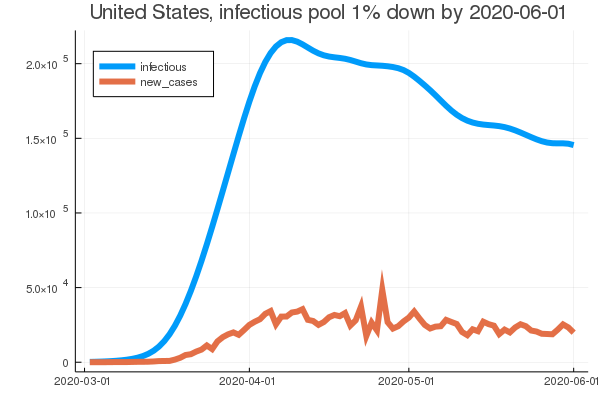 United States, infectious pool 1% down by 2020-06-01
infectious
new_cases
2.0×10⁵
1.5×10⁵
1.0×10⁵
5.0×10⁴
0
2020-03-01 2020-04-01 2020-05-01 2020-06-01